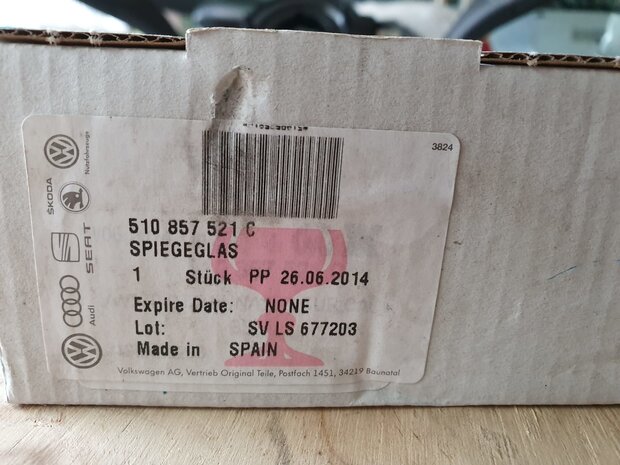 3824
Nutzfahrzeuge
ŠKODA
SEAT
Audi
510 857 521 C
SPIEGEGLAS
1 Stück PP 26.06.2014
Expire Date: NONE
Lot: SV LS 677203
Made in SPAIN
Volkswagen AG, Vertrieb Original Teile, Postfach 1451, 34219 Baunatal